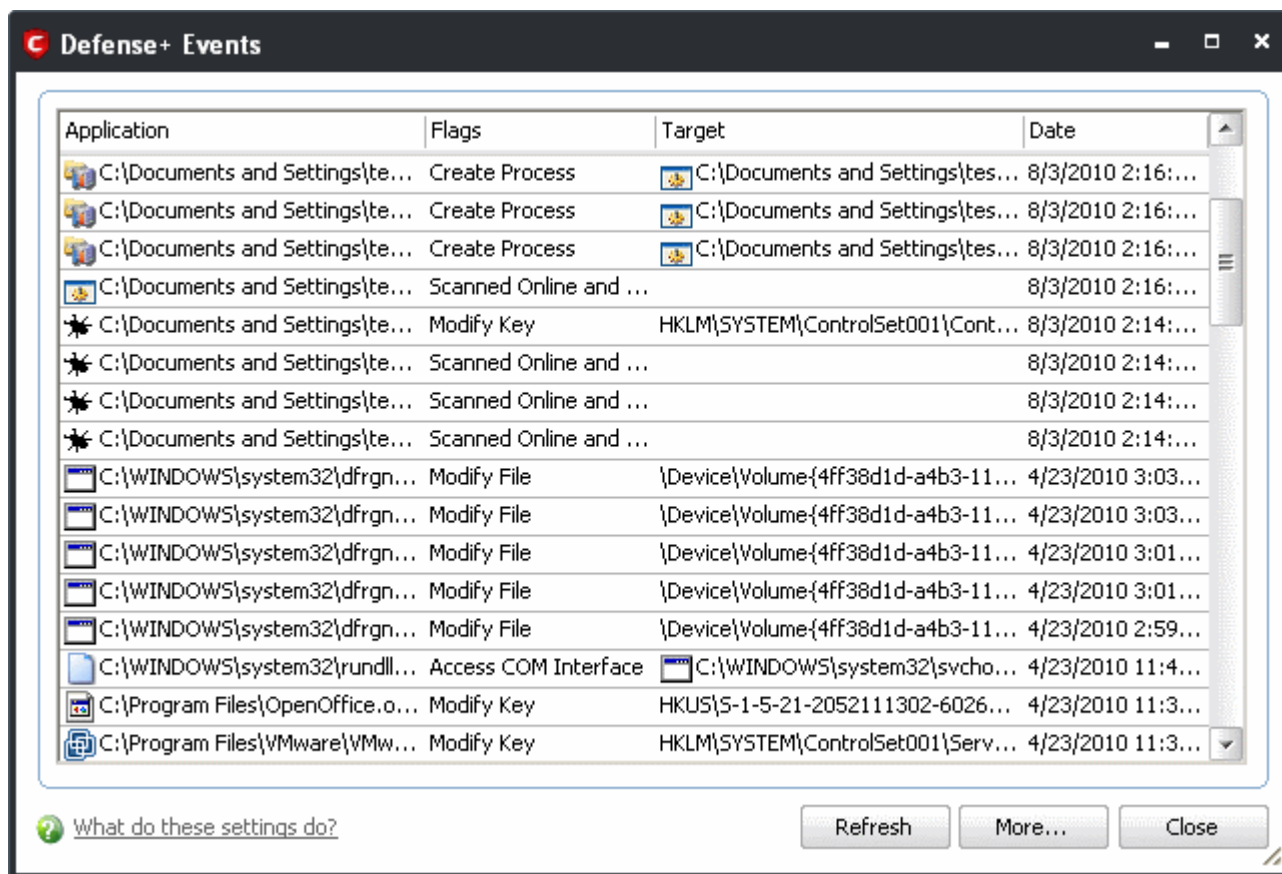 Defense+ Events
Application Flags Target Date
C:\Documents and Settings\te... Create Process C:\Documents and Settings\tes... 8/3/2010 2:16:...
C:\Documents and Settings\te... Create Process C:\Documents and Settings\tes... 8/3/2010 2:16:...
C:\Documents and Settings\te... Create Process C:\Documents and Settings\tes... 8/3/2010 2:16:...
C:\Documents and Settings\te... Scanned Online and ... 8/3/2010 2:16:...
C:\Documents and Settings\te... Modify Key HKLM\SYSTEM\ControlSet001\Cont... 8/3/2010 2:14:...
C:\Documents and Settings\te... Scanned Online and ... 8/3/2010 2:14:...
C:\Documents and Settings\te... Scanned Online and ... 8/3/2010 2:14:...
C:\Documents and Settings\te... Scanned Online and ... 8/3/2010 2:14:...
C:\WINDOWS\system32\dfrgn... Modify File \Device\Volume{4ff38d1d-a4b3-11... 4/23/2010 3:03...
C:\WINDOWS\system32\dfrgn... Modify File \Device\Volume{4ff38d1d-a4b3-11... 4/23/2010 3:03...
C:\WINDOWS\system32\dfrgn... Modify File \Device\Volume{4ff38d1d-a4b3-11... 4/23/2010 3:01...
C:\WINDOWS\system32\dfrgn... Modify File \Device\Volume{4ff38d1d-a4b3-11... 4/23/2010 3:01...
C:\WINDOWS\system32\dfrgn... Modify File \Device\Volume{4ff38d1d-a4b3-11... 4/23/2010 2:59...
C:\WINDOWS\system32\rundll... Access COM Interface C:\WINDOWS\system32\svcho... 4/23/2010 11:4...
C:\Program Files\OpenOffice.o... Modify Key HKUS\S-1-5-21-2052111302-6026... 4/23/2010 11:3...
C:\Program Files\VMware\VMw... Modify Key HKLM\SYSTEM\ControlSet001\Serv... 4/23/2010 11:3...
What do these settings do? Refresh More... Close